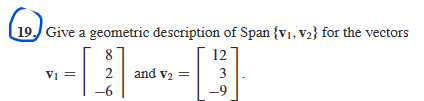 19. Give a geometric description of Span {v₁, v₂} for the vectors
v₁ = [8 2 −6] and v₂ = [12 3 −9].